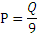 P = Q/9